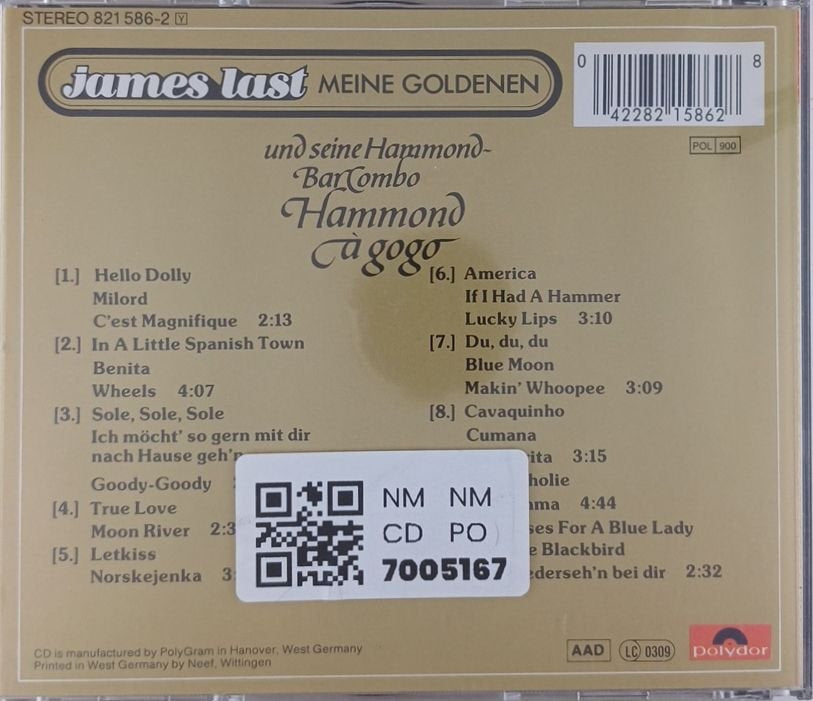 STEREO 821 586-2 Y
james last MEINE GOLDENEN
0 42282 15862 8
POL 900
und seine Hammond-
Bar Combo
Hammond
à gogo
[1.] Hello Dolly
Milord
C'est Magnifique 2:13
[2.] In A Little Spanish Town
Benita
Wheels 4:07
[3.] Sole, Sole, Sole
Ich möcht' so gern mit dir
nach Hause geh'n
Goody-Goody
[4.] True Love
Moon River
[5.] Letkiss
Norskejenka
[6.] America
If I Had A Hammer
Lucky Lips 3:10
[7.] Du, du, du
Blue Moon
Makin' Whoopee 3:09
[8.] Cavaquinho
Cumana
3:15
4:44
For A Blue Lady
Blackbird
bei dir 2:32
NM NM
CD PO
7005167
CD is manufactured by PolyGram in Hanover, West Germany
Printed in West Germany by Neef, Wittingen
AAD LC 0309 polydor